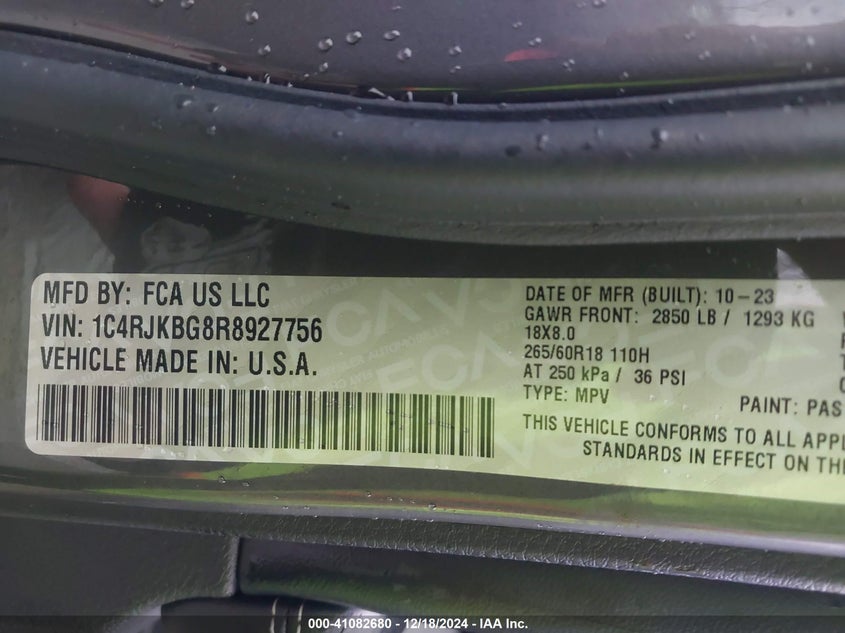 MFD BY: FCA US LLC
VIN: 1C4RJKBG8R8927756
VEHICLE MADE IN: U.S.A.
DATE OF MFR (BUILT): 10-23
GAWR FRONT: 2850 LB / 1293 KG
18X8.0
265/60R18 110H
AT 250 kPa / 36 PSI
TYPE: MPV
PAINT: PAS
THIS VEHICLE CONFORMS TO ALL APPL
STANDARDS IN EFFECT ON THE
000-41082680 - 12/18/2024 - IAA Inc.